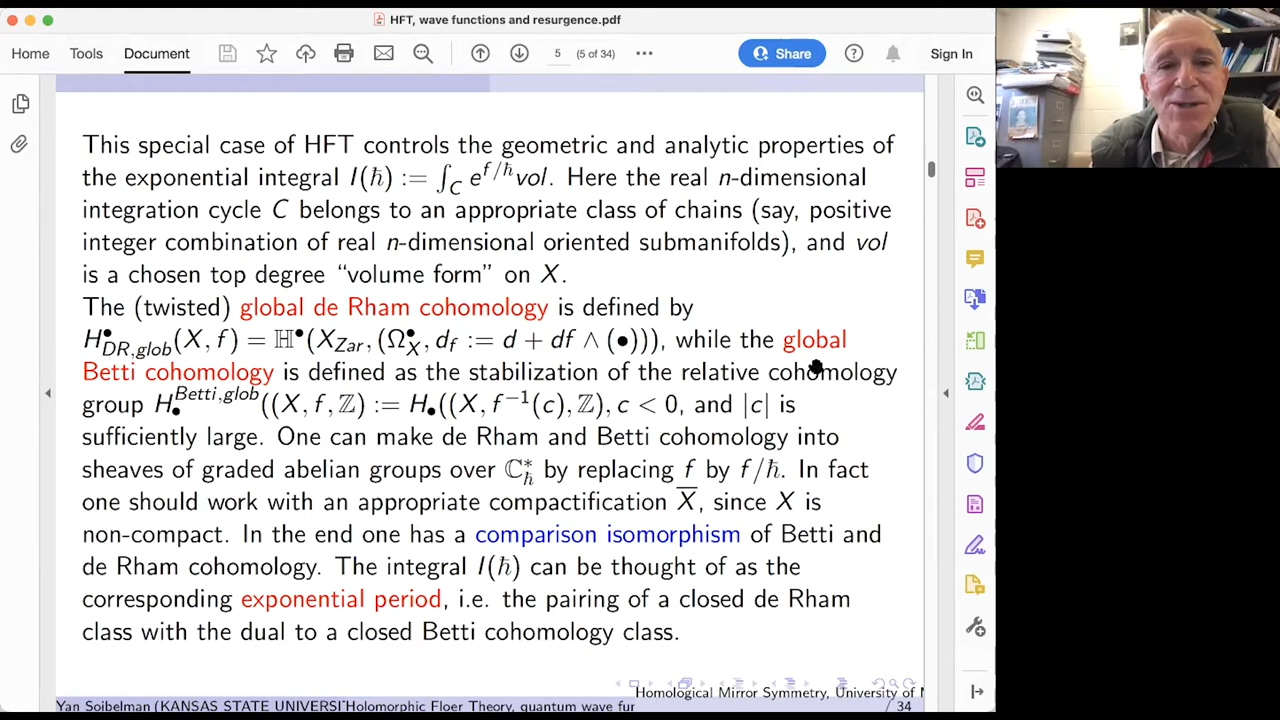 HFT, wave functions and resurgence.pdf
Home Tools Document 5 (5 of 34) Share Sign In
This special case of HFT controls the geometric and analytic properties of
the exponential integral I(ℏ) := ∫_C e^{f/ℏ} vol. Here the real n-dimensional
integration cycle C belongs to an appropriate class of chains (say, positive
integer combination of real n-dimensional oriented submanifolds), and vol
is a chosen top degree “volume form” on X.
The (twisted) global de Rham cohomology is defined by
H^•_{DR,glob}(X, f) = ℍ^•(X_{Zar}, (Ω^•_X, d_f := d + df ∧ (•))), while the global
Betti cohomology is defined as the stabilization of the relative cohomology
group H_•^{Betti,glob}((X, f, ℤ) := H_•((X, f^{-1}(c), ℤ), c < 0, and |c| is
sufficiently large. One can make de Rham and Betti cohomology into
sheaves of graded abelian groups over ℂ^*_ℏ by replacing f by f/ℏ. In fact
one should work with an appropriate compactification X̅, since X is
non-compact. In the end one has a comparison isomorphism of Betti and
de Rham cohomology. The integral I(ℏ) can be thought of as the
corresponding exponential period, i.e. the pairing of a closed de Rham
class with the dual to a closed Betti cohomology class.
Homological Mirror Symmetry, University of
Yan Soibelman (KANSAS STATE UNIVERSI Holomorphic Floer Theory, quantum wave fur / 34